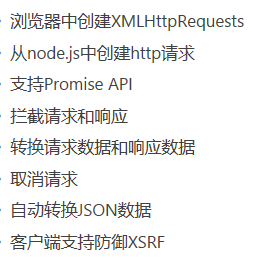 浏览器中创建XMLHttpRequests
从node.js中创建http请求
支持Promise API
拦截请求和响应
转换请求数据和响应数据
取消请求
自动转换JSON数据
客户端支持防御XSRF